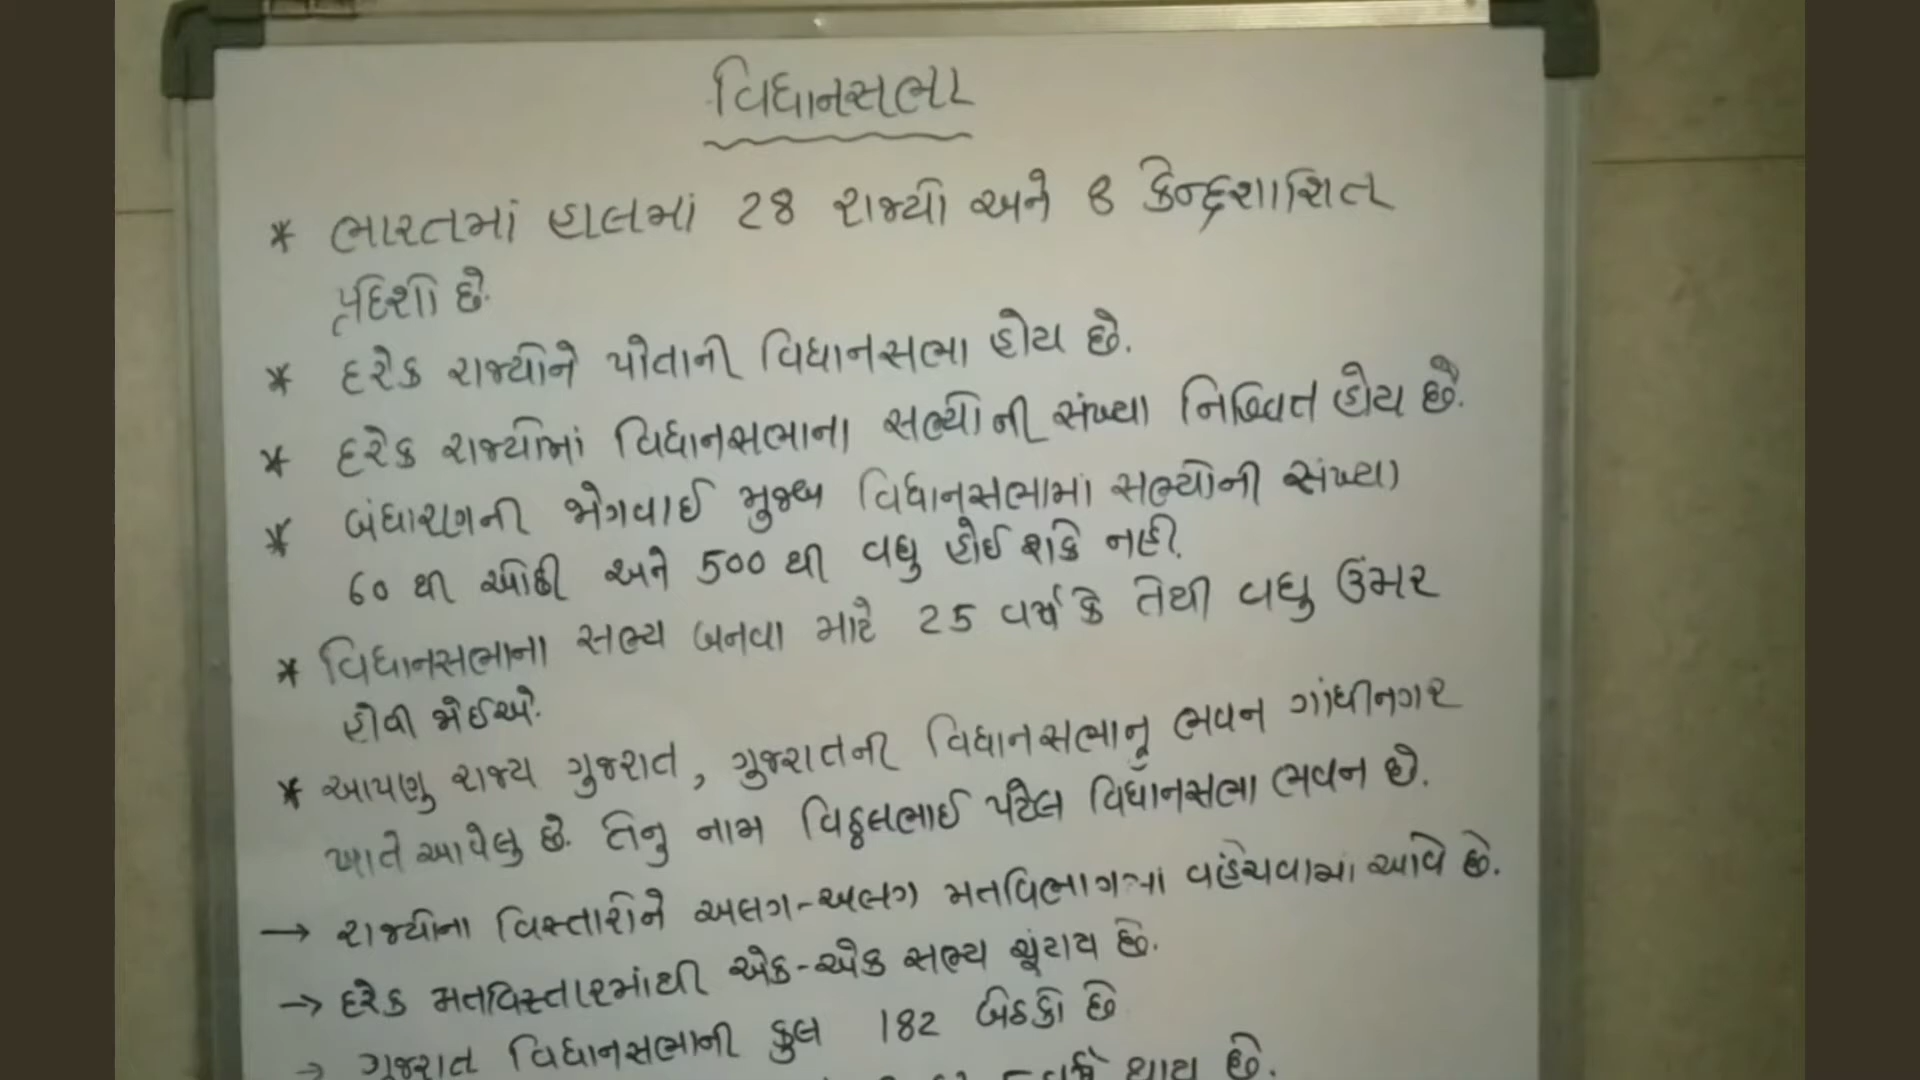 વિધાનસભા
* ભારતમાં હાલમાં 28 રાજ્યો અને 8 કેન્દ્રશાશિત
પ્રદેશો છે.
* દરેક રાજ્યોને પોતાની વિધાનસભા હોય છે.
* દરેક રાજ્યોમાં વિધાનસભાના સભ્યોની સંખ્યા નિશ્ચિત હોય છે.
* બંધારણની જોગવાઈ મુજબ વિધાનસભામાં સભ્યોની સંખ્યા
60 થી ઓછી અને 500 થી વધુ હોઈ શકે નહી.
* વિધાનસભાના સભ્ય બનવા માટે 25 વર્ષ કે તેથી વધુ ઉંમર
હોવી જોઈએ.
* આપણુ રાજ્ય ગુજરાત, ગુજરાતની વિધાનસભાનૂ ભવન ગાંધીનગર
ખાતે આવેલુ છે. તેનુ નામ વિઠ્ઠલભાઈ પટેલ વિધાનસભા ભવન છે.
→ રાજ્યોના વિસ્તારોને અલગ-અલગ મતવિભાગમાં વહેંચવામાં આવે છે.
→ દરેક મતવિસ્તારમાંથી એક-એક સભ્ય ચૂંટાય છે.
→ ગુજરાત વિધાનસભાની કુલ 182 બેઠકો છે
વર્ષે થાય છે.